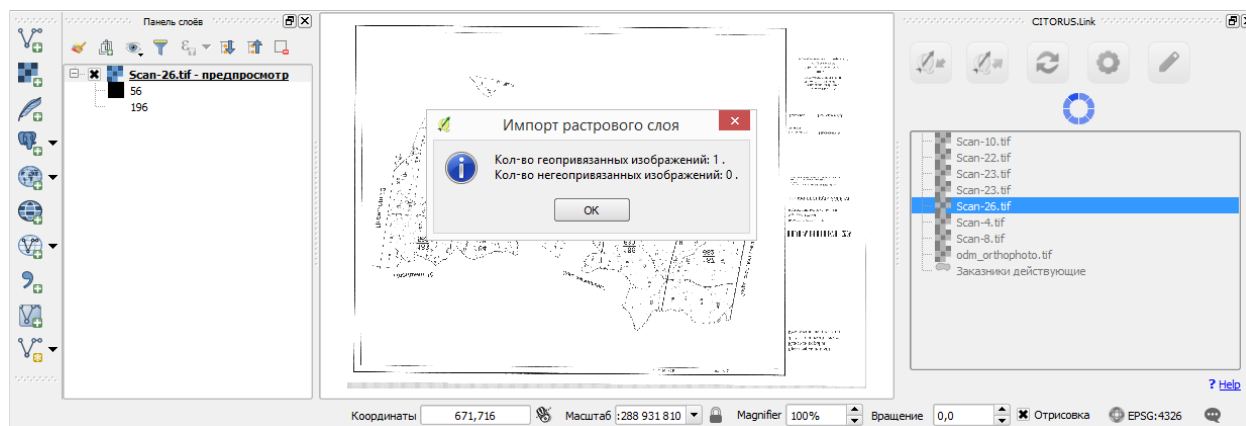 Панель слоёв
Scan-26.tif - предпросмотр
56
196
Импорт растрового слоя
Кол-во геопривязанных изображений: 1 .
Кол-во негеопривязанных изображений: 0 .
OK
CITORUS.Link
Scan-10.tif
Scan-22.tif
Scan-23.tif
Scan-23.tif
Scan-26.tif
Scan-4.tif
Scan-8.tif
odm_orthophoto.tif
Заказники действующие
? Help
Координаты 671,716 Масштаб :288 931 810 Magnifier 100% Вращение 0,0 Отрисовка EPSG:4326